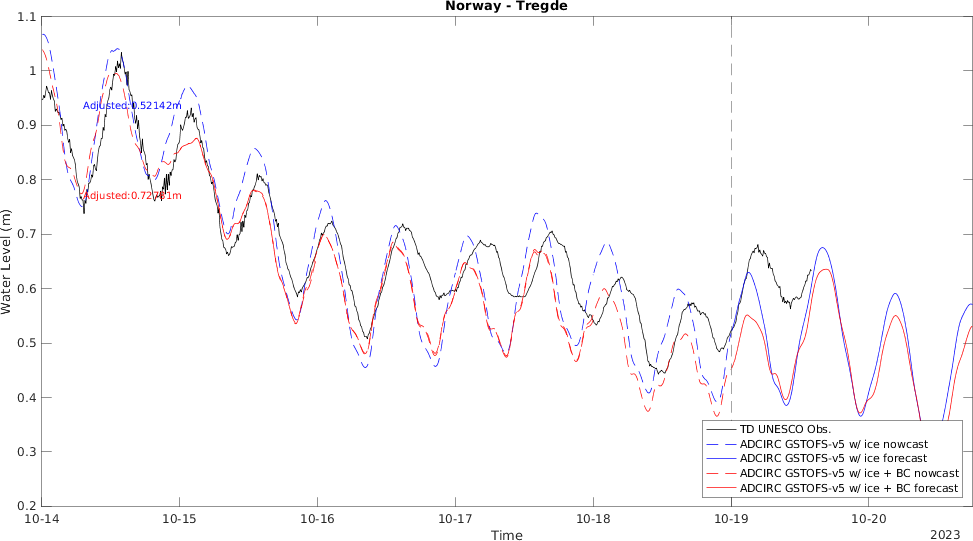 Norway - Tregde
1.1
1
0.9
0.8
0.7
0.6
0.5
0.4
0.3
0.2
Water Level (m)
Adjusted:0.52142m
TD UNESCO Obs.
ADCIRC GSTOFS-v5 w/ ice nowcast
ADCIRC GSTOFS-v5 w/ ice forecast
ADCIRC GSTOFS-v5 w/ ice + BC nowcast
ADCIRC GSTOFS-v5 w/ ice + BC forecast
10-14 10-15 10-16 10-17 10-18 10-19 10-20
Time
2023